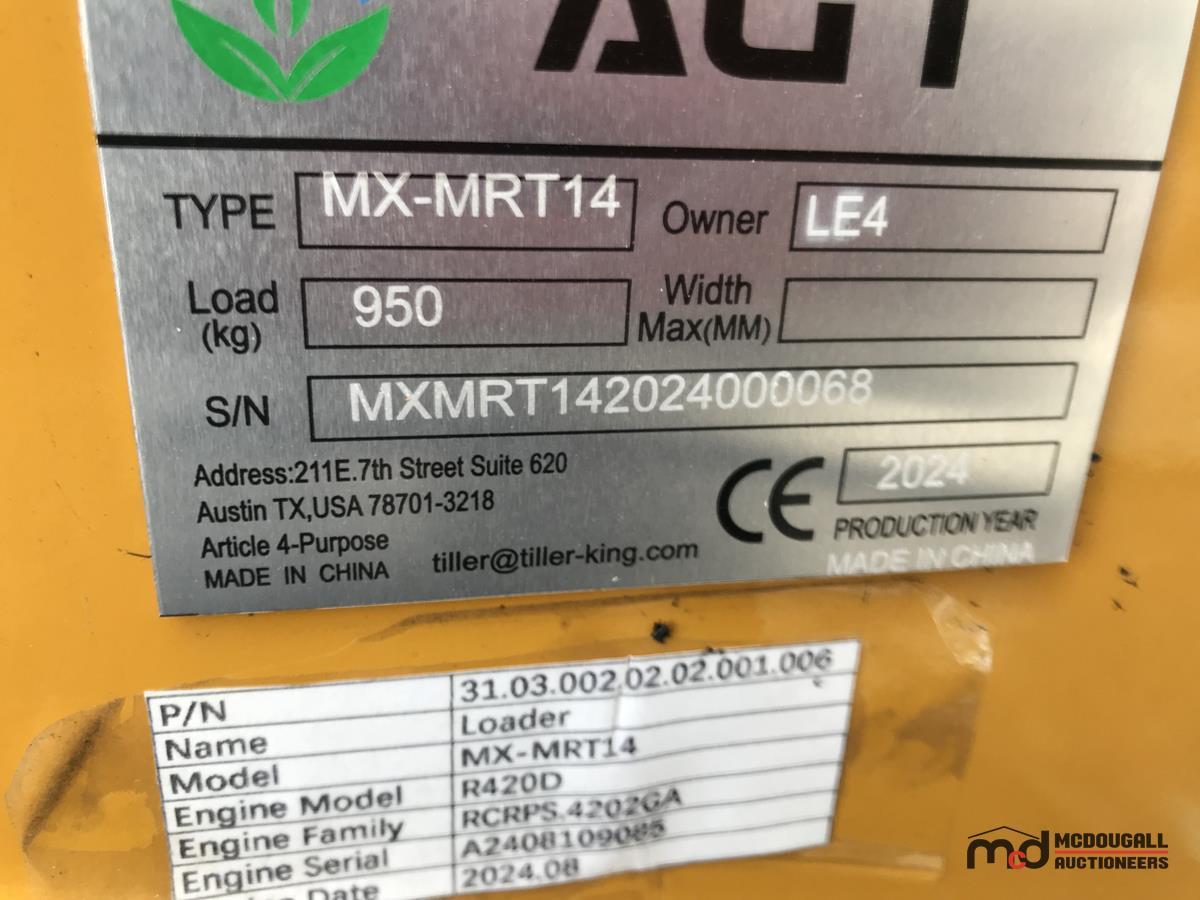 AGT
TYPE MX-MRT14 Owner LE4
Load (kg) 950 Width Max(MM)
S/N MXMRT142024000068
Address:211E.7th Street Suite 620
Austin TX,USA 78701-3218
Article 4-Purpose
MADE IN CHINA tiller@tiller-king.com
CE 2024
PRODUCTION YEAR
MADE IN CHINA
P/N 31.03.002.02.02.001.006
Name Loader
Model MX-MRT14
Engine Model R420D
Engine Family RCRPS.4202GA
Engine Serial A2408109085
Date 2024.08
mcd MCDOUGALL
AUCTIONEERS